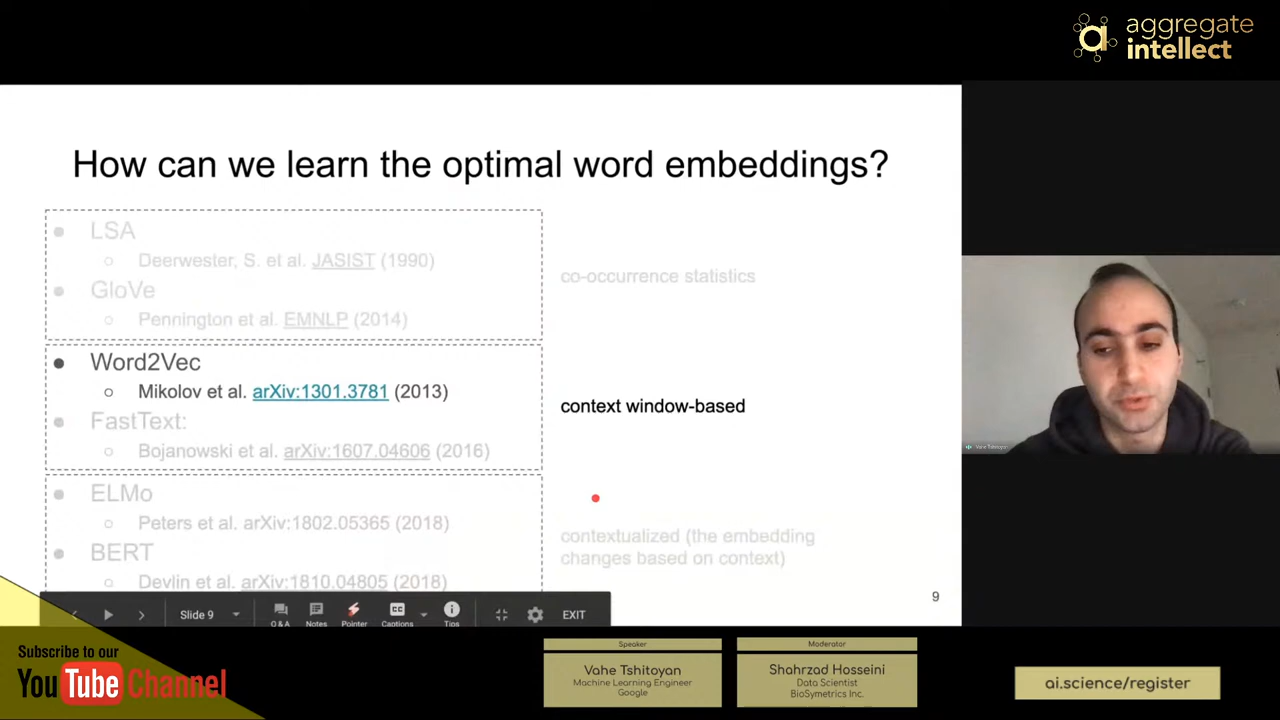 aggregate
intellect
How can we learn the optimal word embeddings?
LSA
Deerwester, S. et al. JASIST (1990)
GloVe
Pennington et al. EMNLP (2014)
co-occurrence statistics
Word2Vec
Mikolov et al. arXiv:1301.3781 (2013)
FastText:
Bojanowski et al. arXiv:1607.04606 (2016)
context window-based
ELMo
Peters et al. arXiv:1802.05365 (2018)
BERT
Devlin et al. arXiv:1810.04805 (2018)
contextualized (the embedding
changes based on context)
9
Vahe Tshitoyan
Slide 9
Q & A
Notes
Pointer
CC
Captions
Tips
EXIT
Subscribe to our
YouTube Channel
Speaker
Vahe Tshitoyan
Machine Learning Engineer
Google
Moderator
Shahrzad Hosseini
Data Scientist
BioSymetrics Inc.
ai.science/register